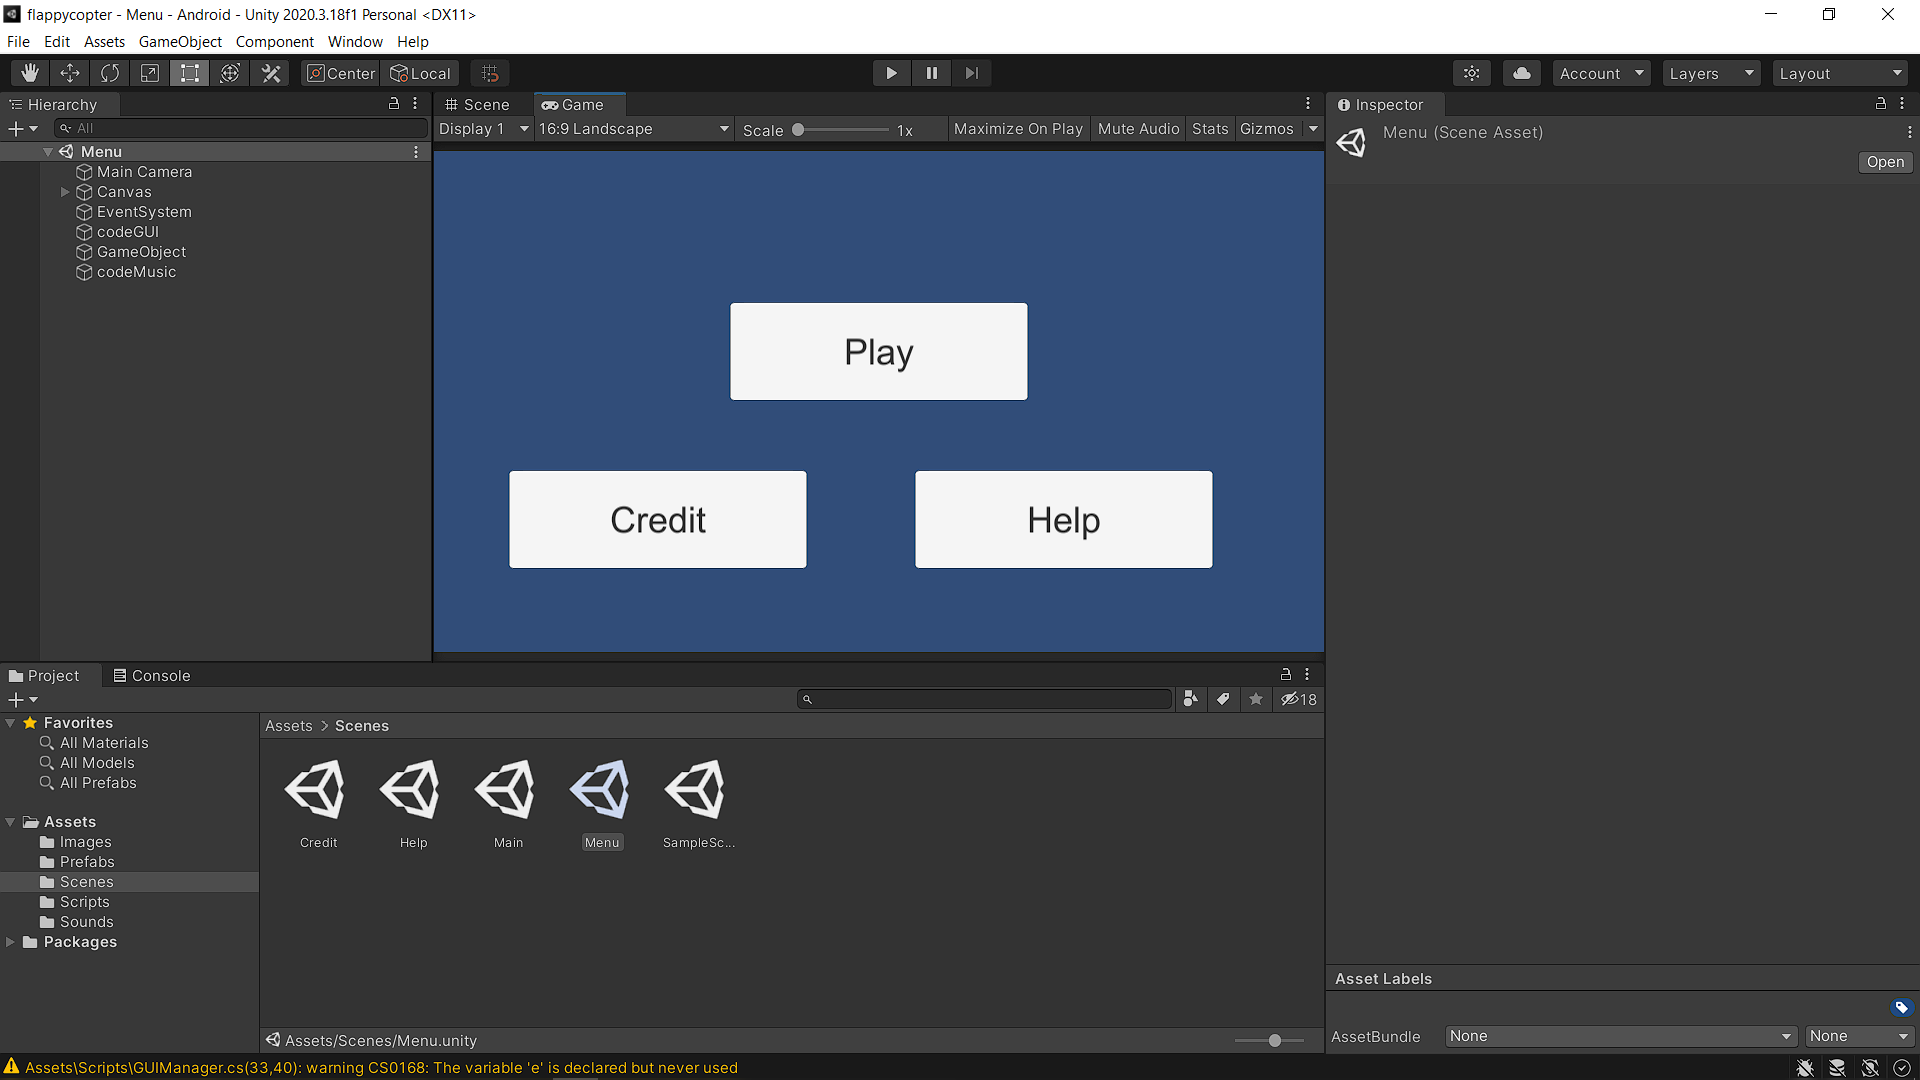 flappycopter - Menu - Android - Unity 2020.3.18f1 Personal <DX11>
File Edit Assets GameObject Component Window Help
Center Local Account Layers Layout
Hierarchy
All
Menu
Main Camera
Canvas
EventSystem
codeGUI
GameObject
codeMusic
Scene Game
Display 1 16:9 Landscape Scale 1x Maximize On Play Mute Audio Stats Gizmos
Play
Credit Help
Inspector
Menu (Scene Asset)
Open
Project Console
18
Favorites
All Materials
All Models
All Prefabs
Assets
Images
Prefabs
Scenes
Scripts
Sounds
Packages
Assets > Scenes
Credit Help Main Menu SampleSc...
Assets/Scenes/Menu.unity
Asset Labels
AssetBundle None None
Assets\Scripts\GUIManager.cs(33,40): warning CS0168: The variable 'e' is declared but never used